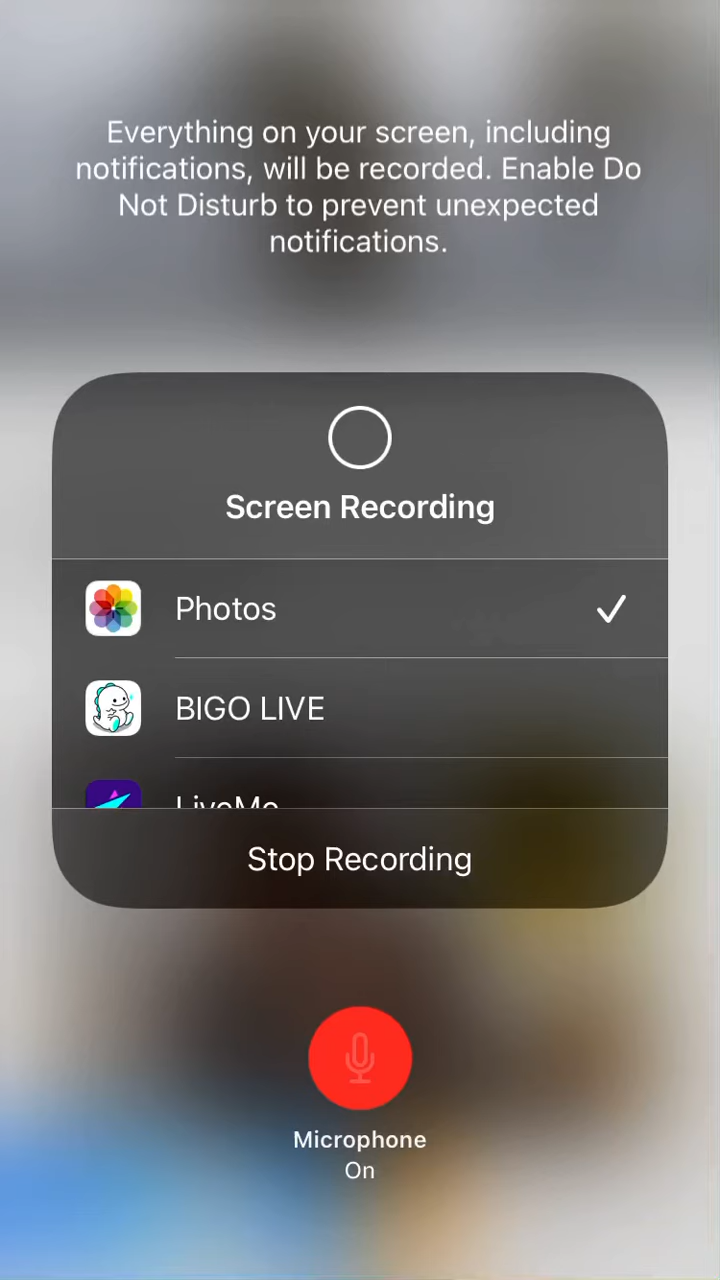 Everything on your screen, including
notifications, will be recorded. Enable Do
Not Disturb to prevent unexpected
notifications.
Screen Recording
Photos
BIGO LIVE
LiveMe
Stop Recording
Microphone
On